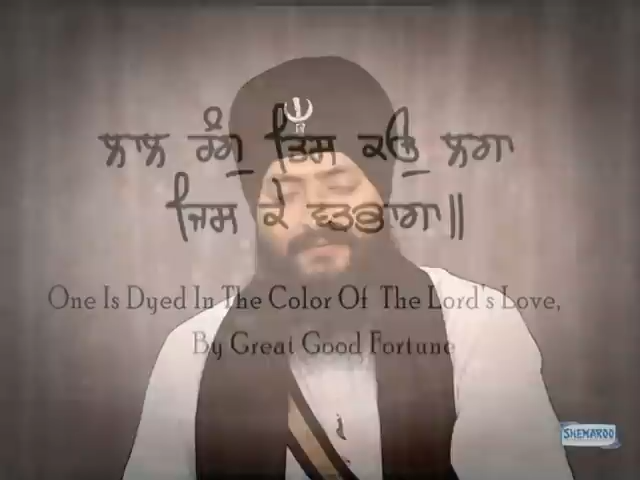 ਲਾਲ ਰੰਗੁ ਤਿਸ ਕਉ ਲਗਾ
ਜਿਸ ਕੇ ਵਡਭਾਗਾ॥
One Is Dyed In The Color Of The Lord's Love,
By Great Good Fortune
SHEMAROO